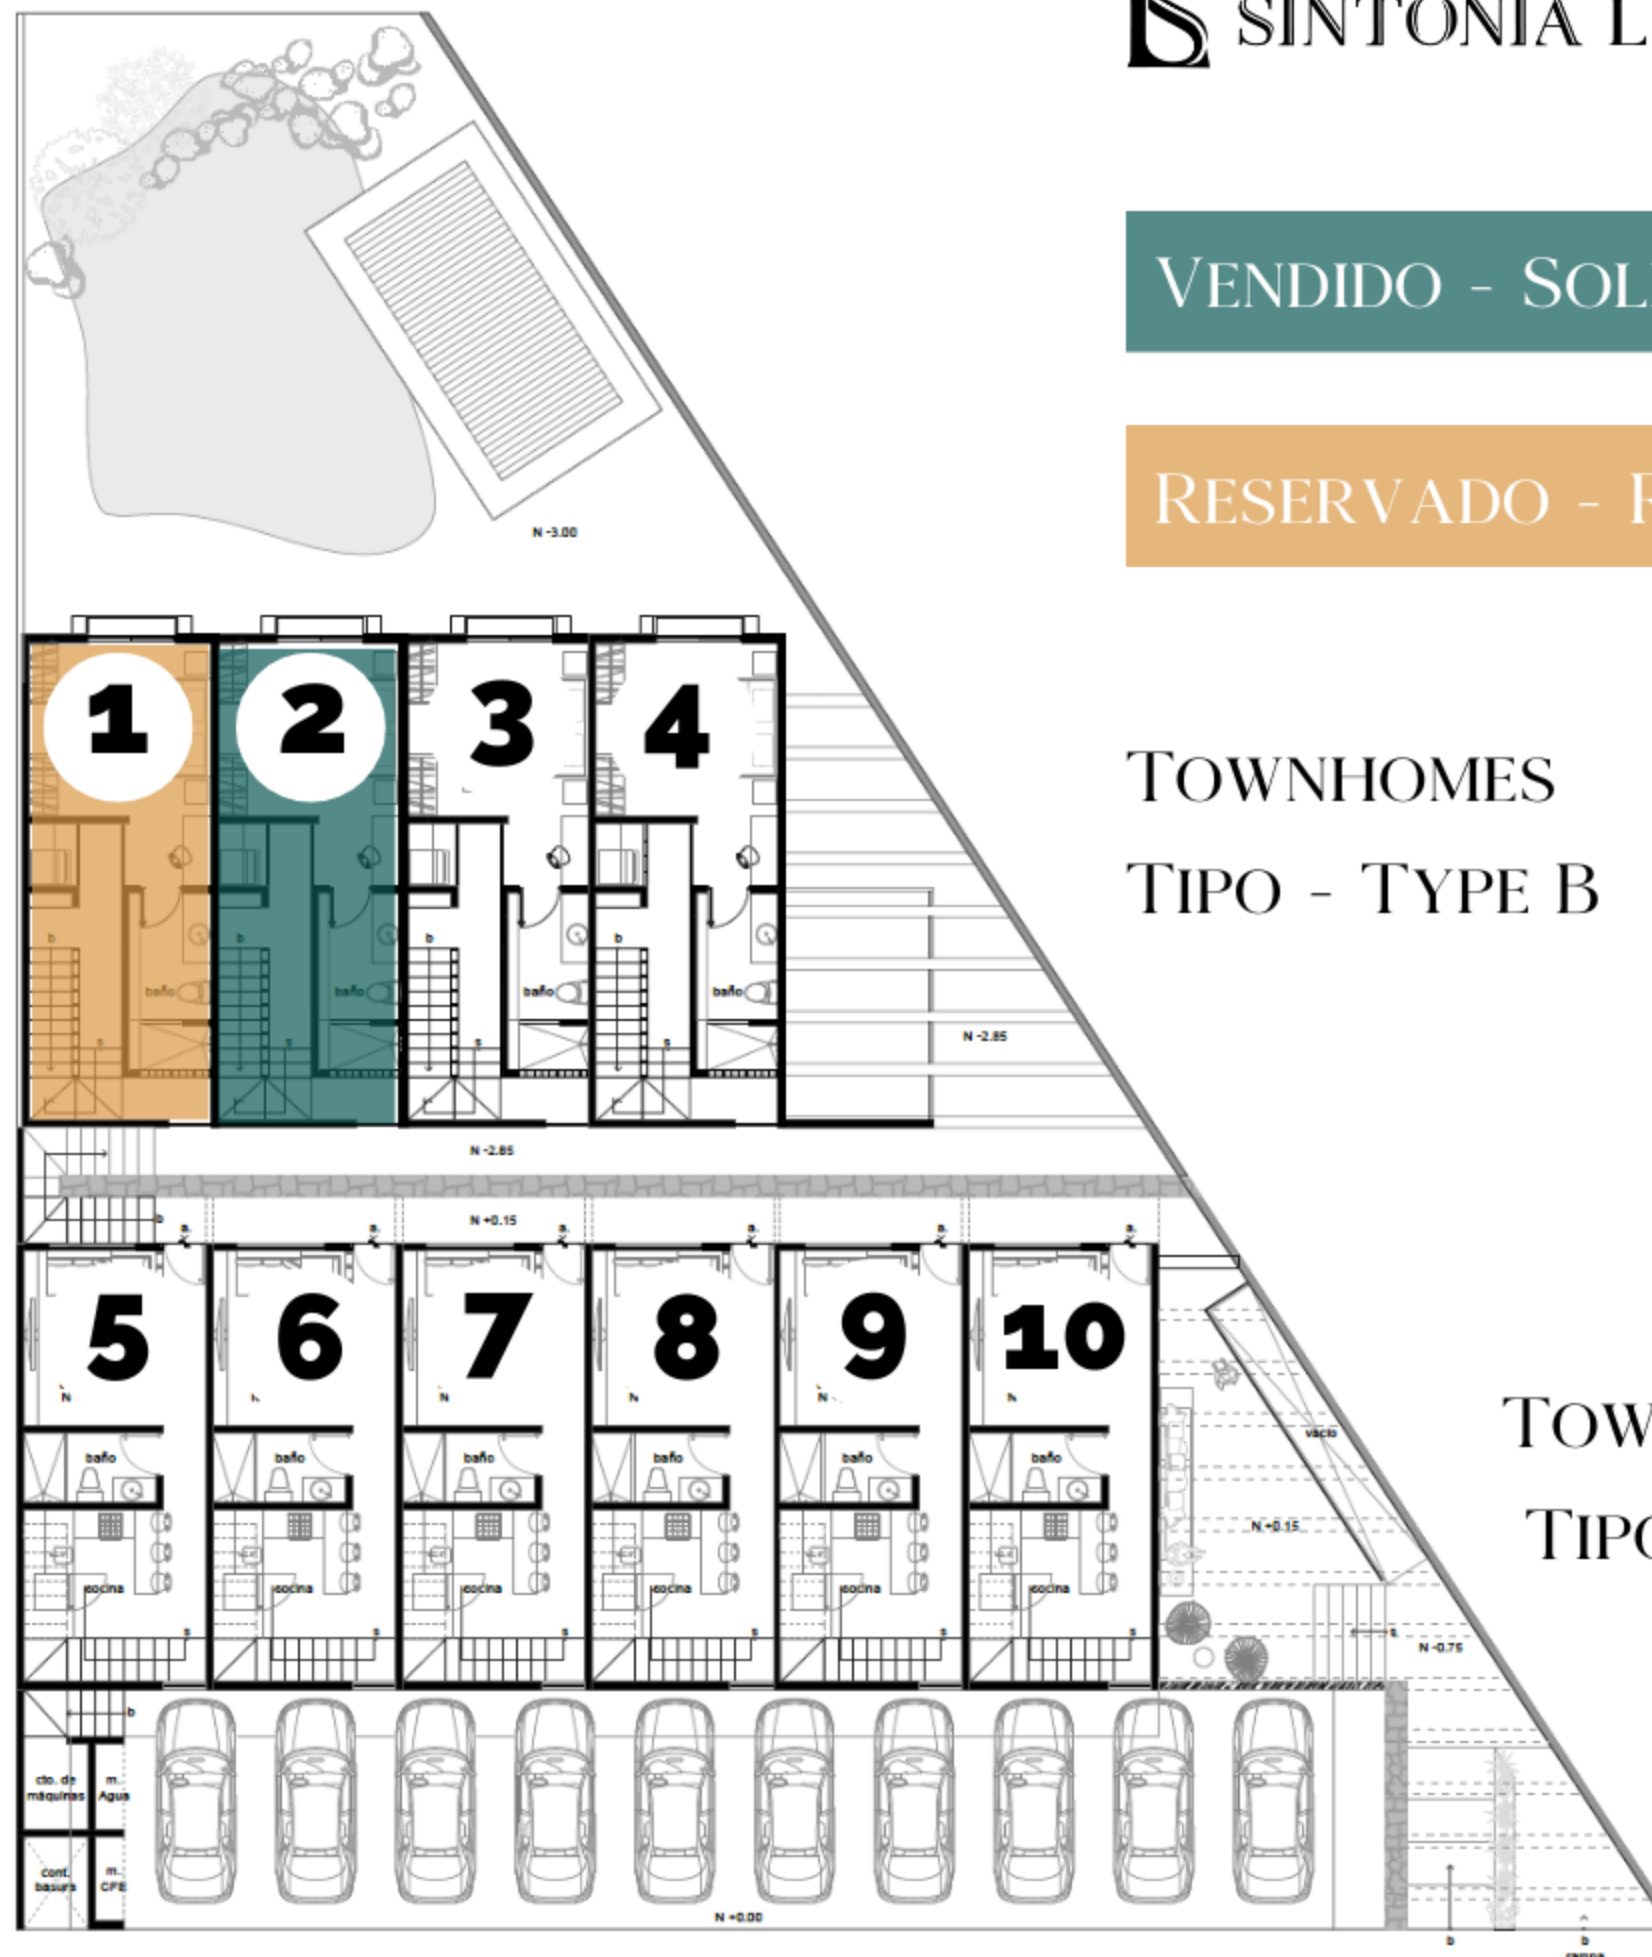 SINTONIA L
VENDIDO - SOL
RESERVADO - R
N -3.00
1 2 3 4
TOWNHOMES
TIPO - TYPE B
b b b b
baño baño baño baño
N -2.85
s s s s
N -2.85
b
N +0.15
a. a. a. a. a. a.
5 6 7 8 9 10
N N N N
TOW
vacío
baño baño baño baño baño baño
N +0.15
TIPO
cocina cocina cocina cocina cocina cocina
s s s s s s
s
N -0.75
b
cto. de
máquinas
m.
Agua
cont.
basura
m.
CFE
N +0.00
b b
rampa